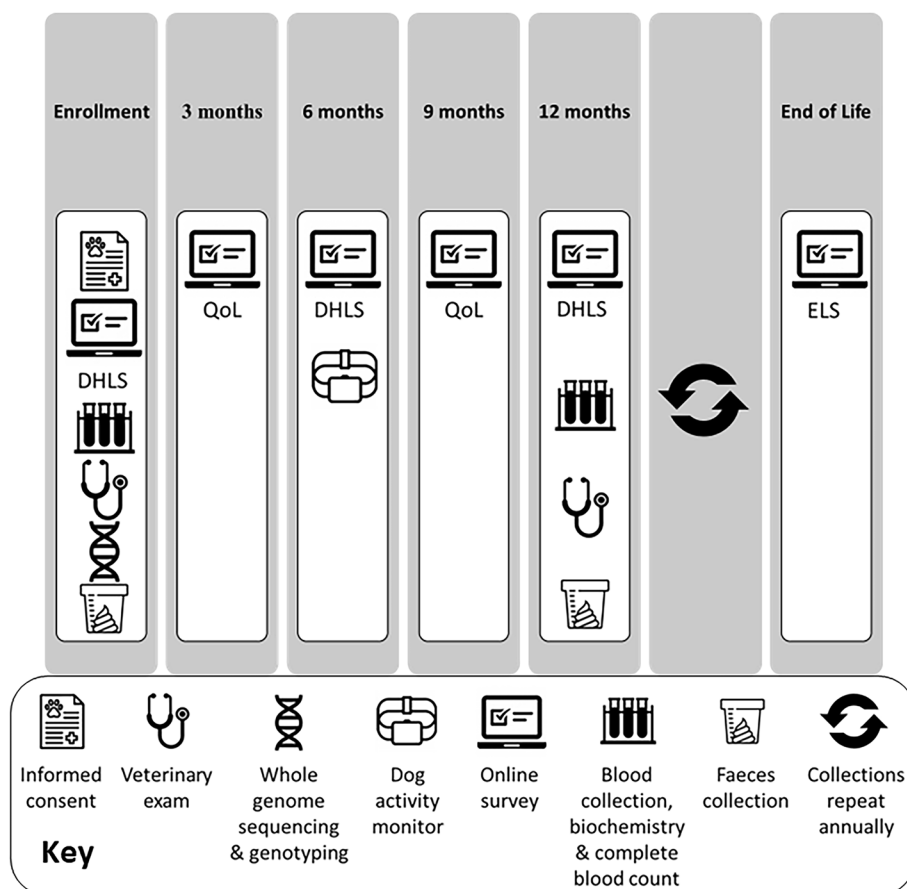 Enrollment
3 months
6 months
9 months
12 months
End of Life
DHLS
QoL
DHLS
QoL
DHLS
ELS
Informed
consent
Veterinary
exam
Whole
genome
sequencing
& genotyping
Dog
activity
monitor
Online
survey
Blood
collection,
biochemistry
& complete
blood count
Faeces
collection
Collections
repeat
annually
Key